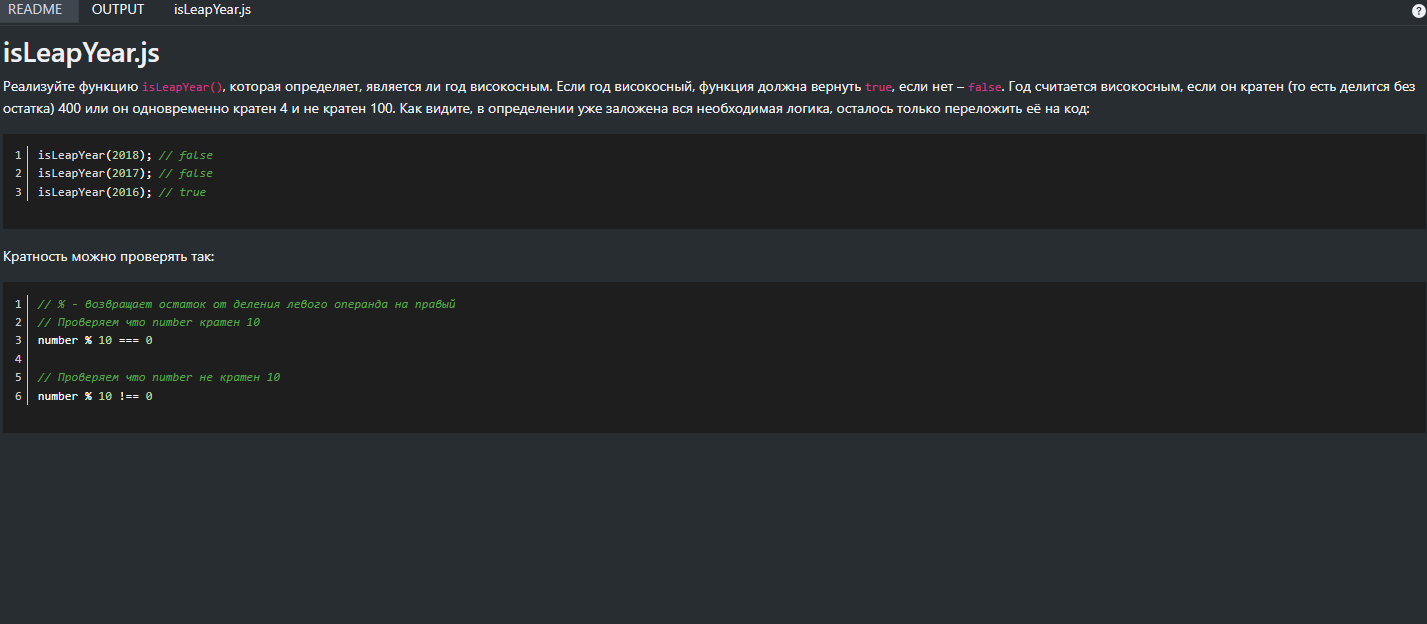 README OUTPUT isLeapYear.js
isLeapYear.js
Реализуйте функцию isLeapYear(), которая определяет, является ли год високосным. Если год високосный, функция должна вернуть true, если нет – false. Год считается високосным, если он кратен (то есть делится без
остатка) 400 или он одновременно кратен 4 и не кратен 100. Как видите, в определении уже заложена вся необходимая логика, осталось только переложить её на код:
1 isLeapYear(2018); // false
2 isLeapYear(2017); // false
3 isLeapYear(2016); // true
Кратность можно проверять так:
1 // % - возвращает остаток от деления левого операнда на правый
2 // Проверяем что number кратен 10
3 number % 10 === 0
4
5 // Проверяем что number не кратен 10
6 number % 10 !== 0